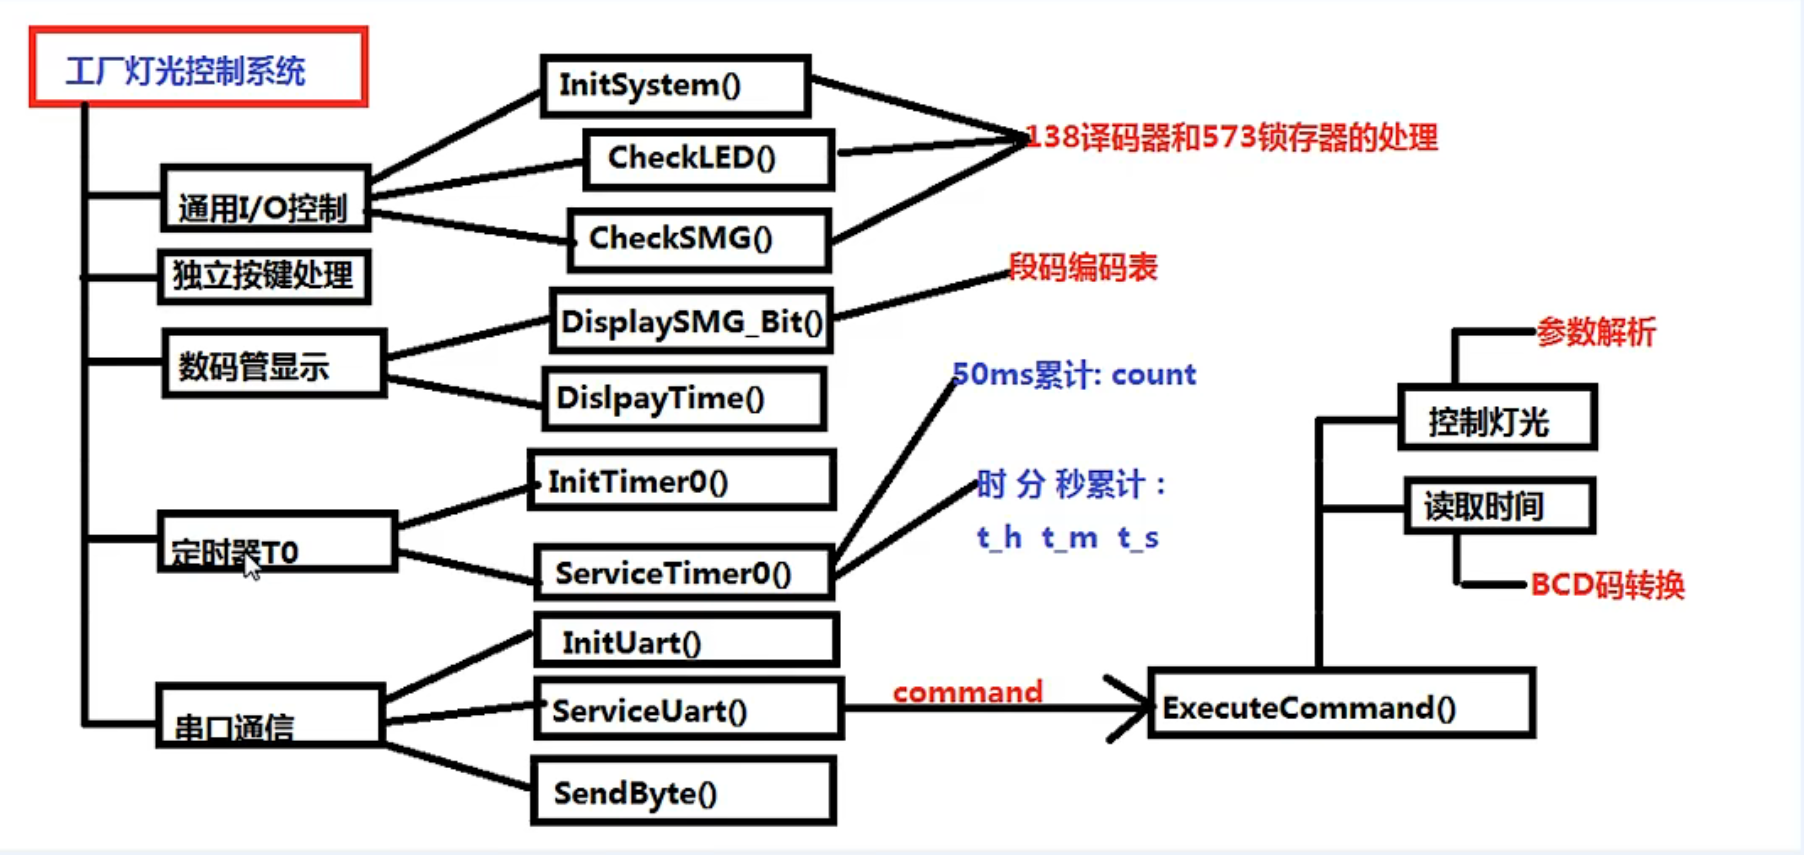 工厂灯光控制系统
InitSystem()
CheckLED()
138译码器和573锁存器的处理
通用I/O控制
CheckSMG()
独立按键处理
段码编码表
DisplaySMG_Bit()
数码管显示
DislpayTime()
50ms累计: count
参数解析
控制灯光
InitTimer0()
时 分 秒累计：
t_h t_m t_s
读取时间
定时器T0
ServiceTimer0()
BCD码转换
InitUart()
串口通信
ServiceUart()
command
ExecuteCommand()
SendByte()